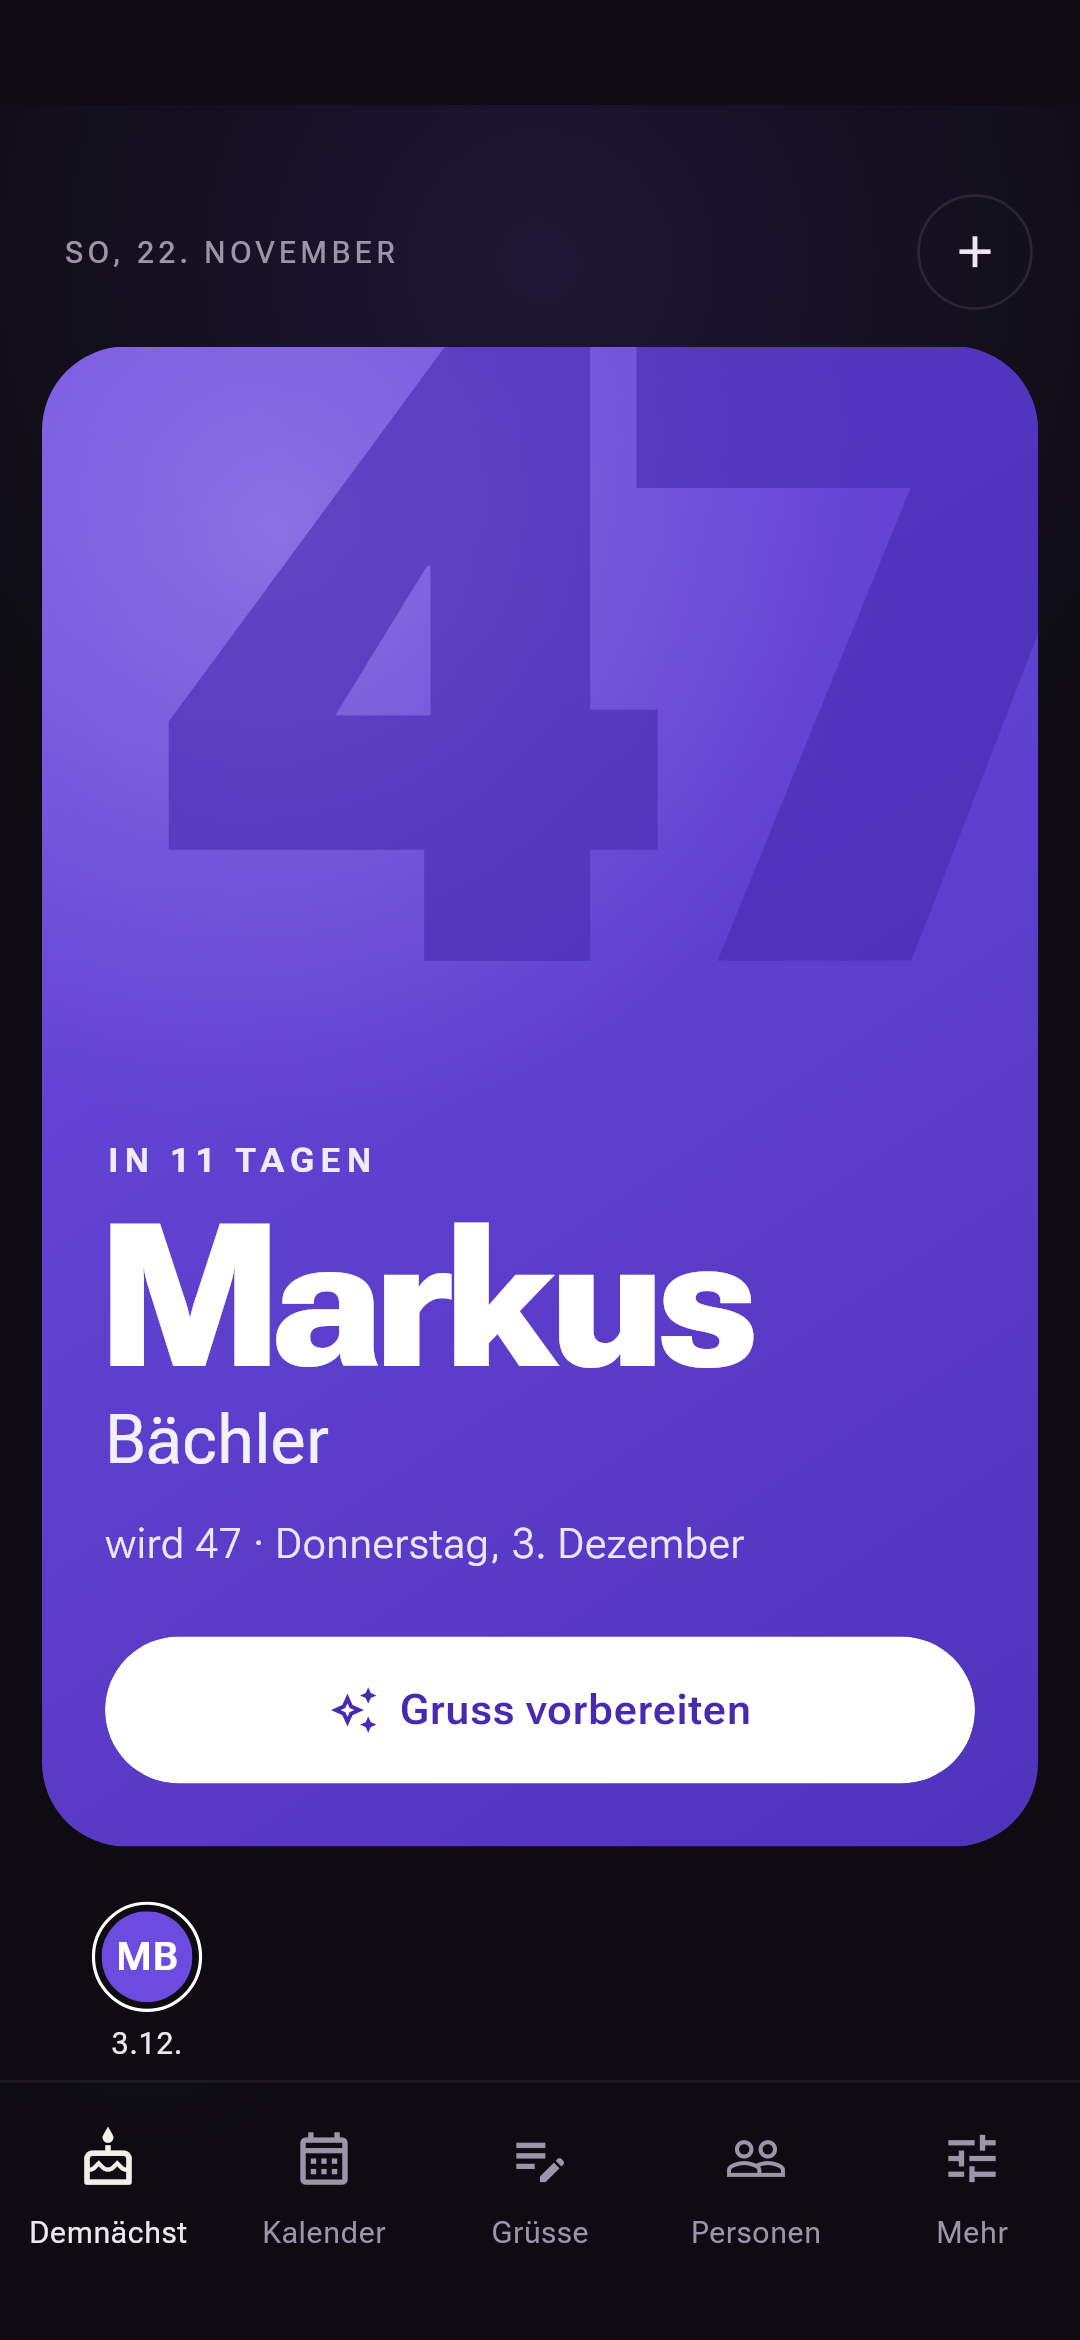 SO, 22. NOVEMBER
47
IN 11 TAGEN
Markus
Bächler
wird 47 · Donnerstag, 3. Dezember
Gruss vorbereiten
MB
3.12.
Demnächst
Kalender
Grüsse
Personen
Mehr